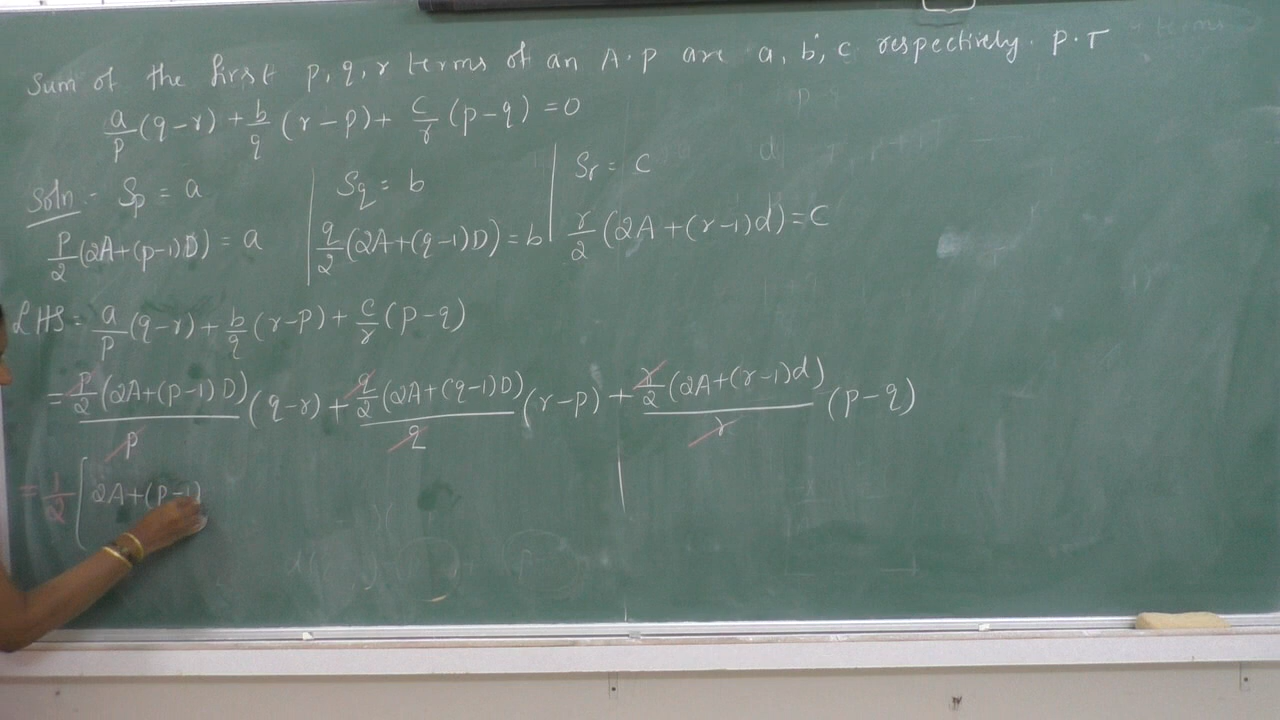 Sum of the first p, q, r terms of an A.P are a, b, c respectively. P.T
a/p (q-r) + b/q (r-p) + c/r (p-q) = 0
Soln:- Sp = a | Sq = b | Sr = c
p/2 (2A+(p-1)D) = a | q/2 (2A+(q-1)D) = b | r/2 (2A+(r-1)d) = c
LHS = a/p (q-r) + b/q (r-p) + c/r (p-q)
= p/2 (2A+(p-1)D)/p (q-r) + q/2 (2A+(q-1)D)/q (r-p) + r/2 (2A+(r-1)d)/r (p-q)
= 1/2 [ 2A+(p-1)